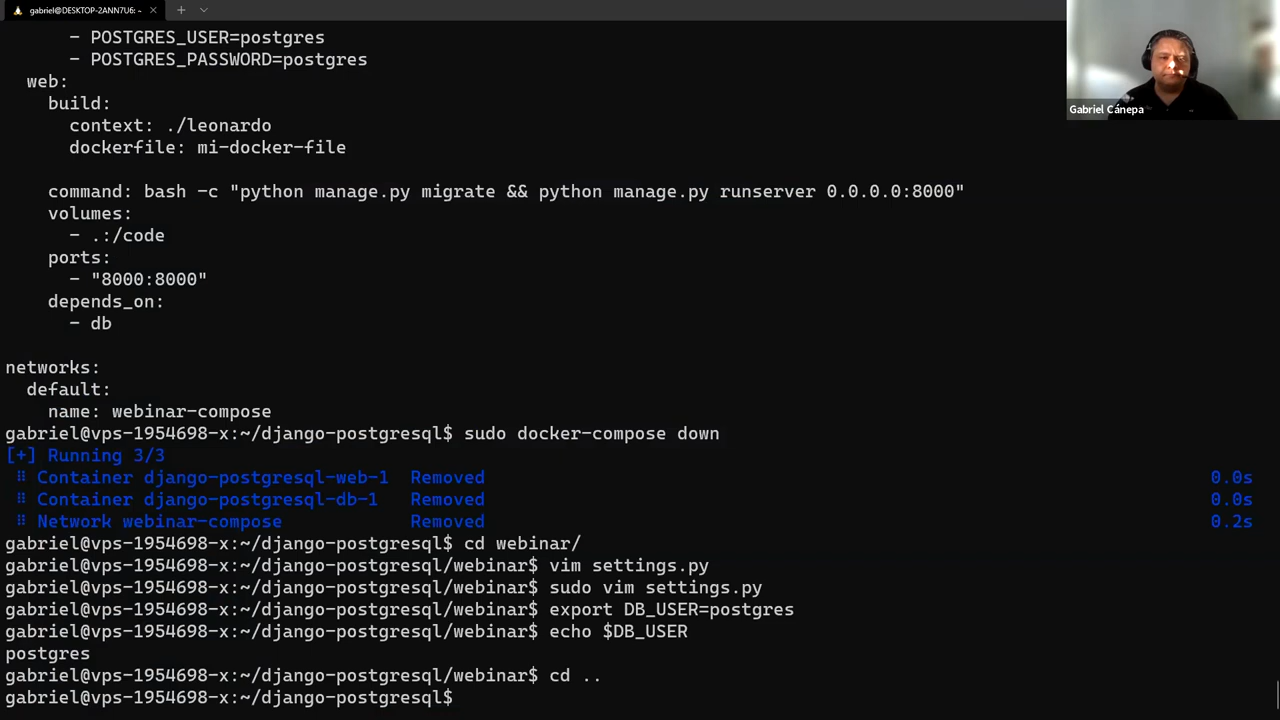 gabriel@DESKTOP-2ANN7U6: ~
- POSTGRES_USER=postgres
- POSTGRES_PASSWORD=postgres
web:
build:
context: ./leonardo
dockerfile: mi-docker-file
command: bash -c "python manage.py migrate && python manage.py runserver 0.0.0.0:8000"
volumes:
- .:/code
ports:
- "8000:8000"
depends_on:
- db
networks:
default:
name: webinar-compose
gabriel@vps-1954698-x:~/django-postgresql$ sudo docker-compose down
[+] Running 3/3
⠿ Container django-postgresql-web-1 Removed 0.0s
⠿ Container django-postgresql-db-1 Removed 0.0s
⠿ Network webinar-compose Removed 0.2s
gabriel@vps-1954698-x:~/django-postgresql$ cd webinar/
gabriel@vps-1954698-x:~/django-postgresql/webinar$ vim settings.py
gabriel@vps-1954698-x:~/django-postgresql/webinar$ sudo vim settings.py
gabriel@vps-1954698-x:~/django-postgresql/webinar$ export DB_USER=postgres
gabriel@vps-1954698-x:~/django-postgresql/webinar$ echo $DB_USER
postgres
gabriel@vps-1954698-x:~/django-postgresql/webinar$ cd ..
gabriel@vps-1954698-x:~/django-postgresql$
Gabriel Cánepa